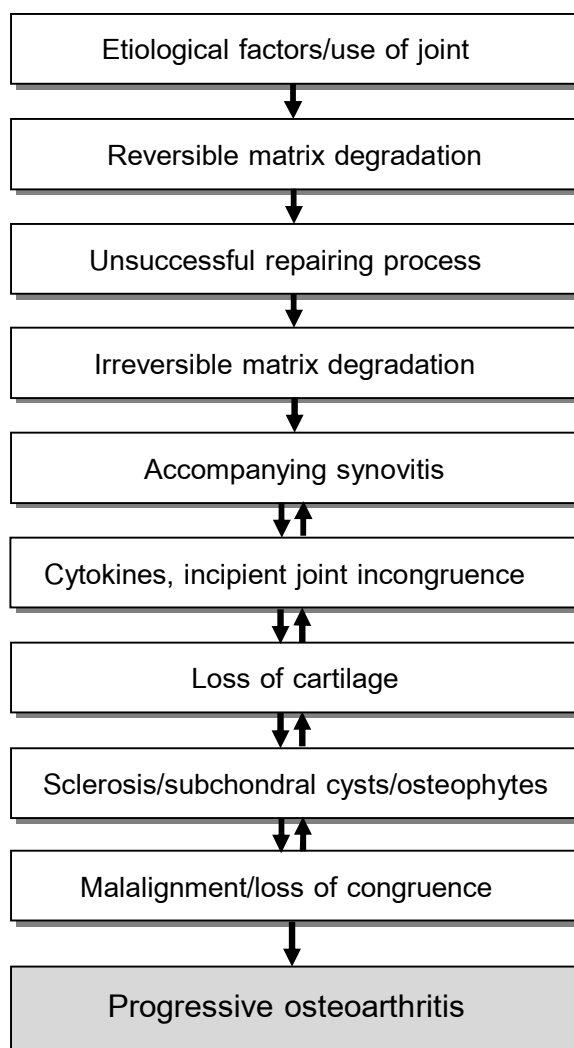 Etiological factors/use of joint
Reversible matrix degradation
Unsuccessful repairing process
Irreversible matrix degradation
Accompanying synovitis
Cytokines, incipient joint incongruence
Loss of cartilage
Sclerosis/subchondral cysts/osteophytes
Malalignment/loss of congruence
Progressive osteoarthritis